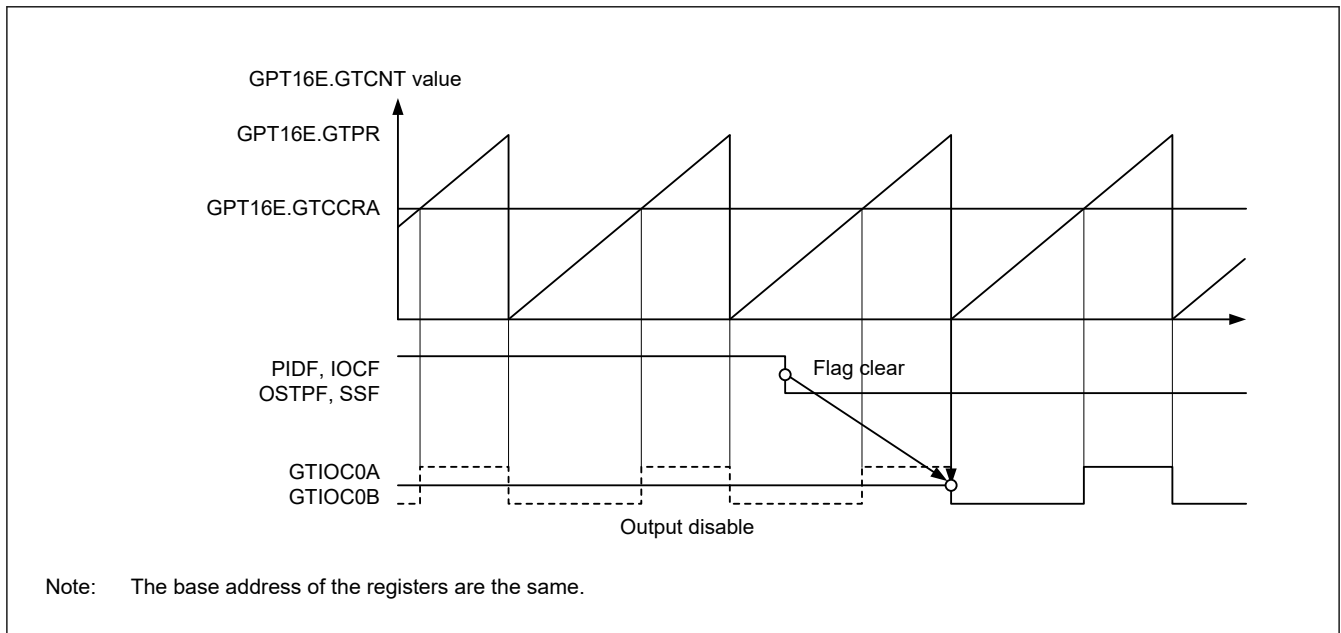 GPT16E.GTCNT value
GPT16E.GTPR
GPT16E.GTCCRA
PIDF, IOCF
OSTPF, SSF
Flag clear
GTIOC0A
GTIOC0B
Output disable
Note: The base address of the registers are the same.